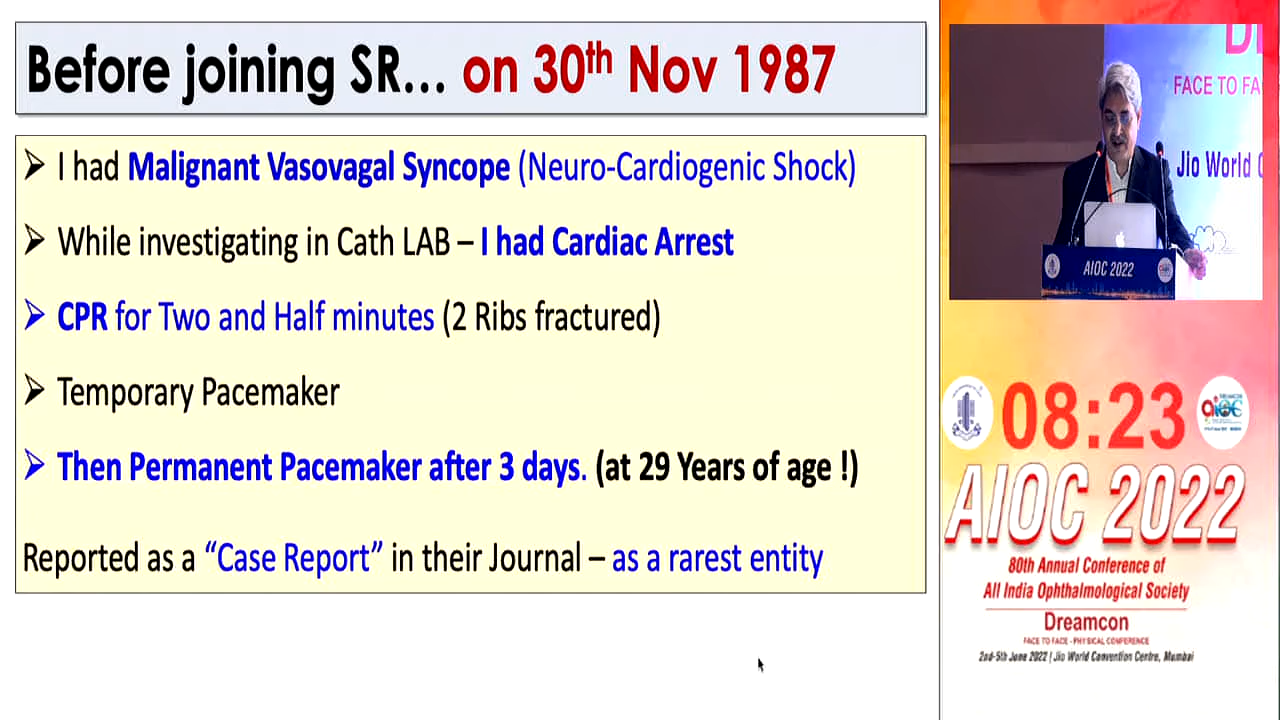 Before joining SR... on 30th Nov 1987
➢ I had Malignant Vasovagal Syncope (Neuro-Cardiogenic Shock)
➢ While investigating in Cath LAB – I had Cardiac Arrest
➢ CPR for Two and Half minutes (2 Ribs fractured)
➢ Temporary Pacemaker
➢ Then Permanent Pacemaker after 3 days. (at 29 Years of age !)
Reported as a “Case Report” in their Journal – as a rarest entity
FACE TO FA
Jio World C
AIOC 2022
08:23
AIOC 2022
80th Annual Conference of
All India Ophthalmological Society
Dreamcon
FACE TO FACE - PHYSICAL CONFERENCE
2nd-5th June 2022 | Jio World Convention Centre, Mumbai